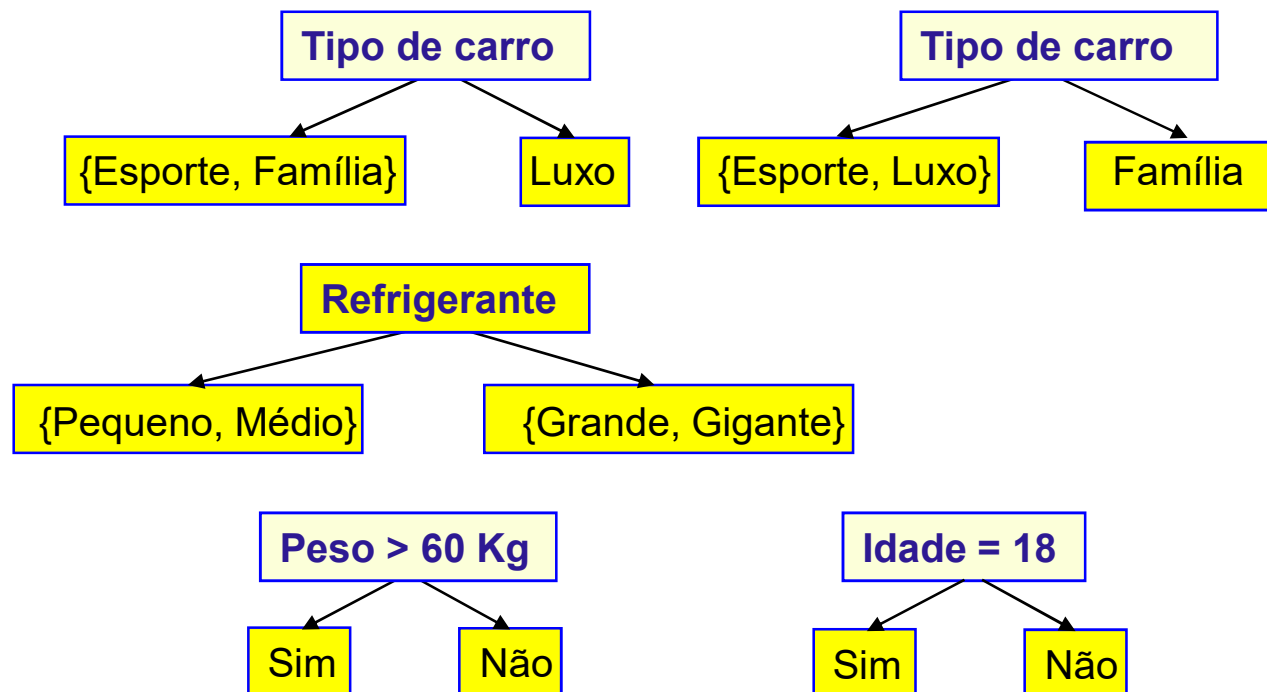 Tipo de carro
{Esporte, Família}
Luxo
Tipo de carro
{Esporte, Luxo}
Família
Refrigerante
{Pequeno, Médio}
{Grande, Gigante}
Peso > 60 Kg
Sim
Não
Idade = 18
Sim
Não